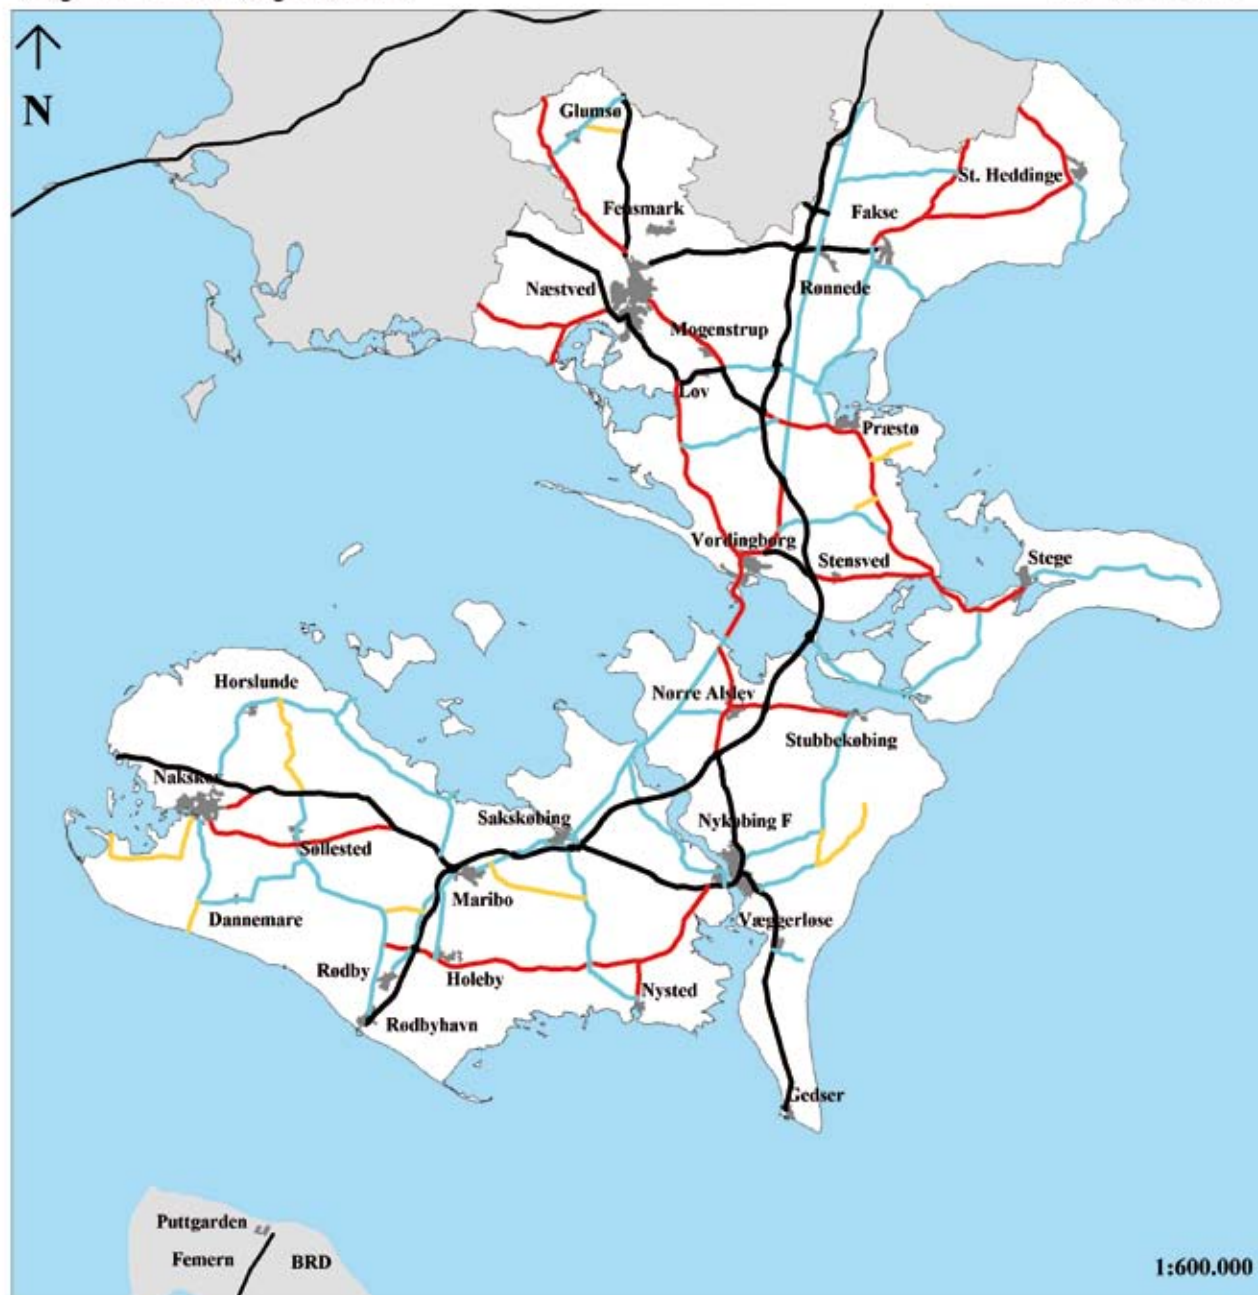 N
Glumsø
St. Heddinge
Fensmark
Fakse
Næstved
Rønnede
Mogenstrup
Lov
Præstø
Vordingborg
Stensved
Stege
Horslunde
Nørre Alslev
Stubbekøbing
Nakskov
Sakskøbing
Nykøbing F
Søllested
Maribo
Dannemare
Væggerløse
Rødby
Holeby
Nysted
Rødbyhavn
Gedser
Puttgarden
Femern
BRD
1:600.000